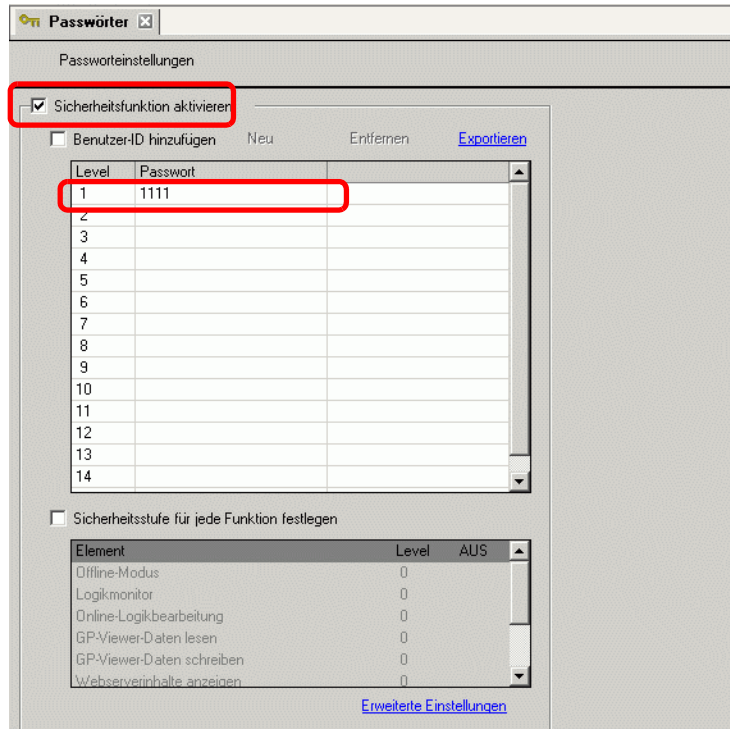 Passwörter
Passworteinstellungen
Sicherheitsfunktion aktivieren
Benutzer-ID hinzufügen Neu Entfernen Exportieren
Level Passwort
1 1111
2
3
4
5
6
7
8
9
10
11
12
13
14
Sicherheitsstufe für jede Funktion festlegen
Element Level AUS
Offline-Modus 0
Logikmonitor 0
Online-Logikbearbeitung 0
GP-Viewer-Daten lesen 0
GP-Viewer-Daten schreiben 0
Webserverinhalte anzeigen 0
Erweiterte Einstellungen